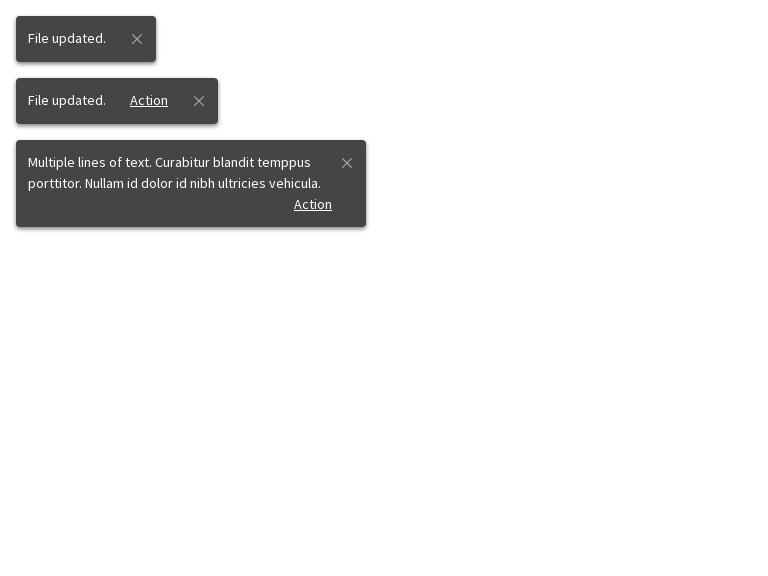 File updated.
File updated. Action
Multiple lines of text. Curabitur blandit temppus
porttitor. Nullam id dolor id nibh ultricies vehicula.
Action